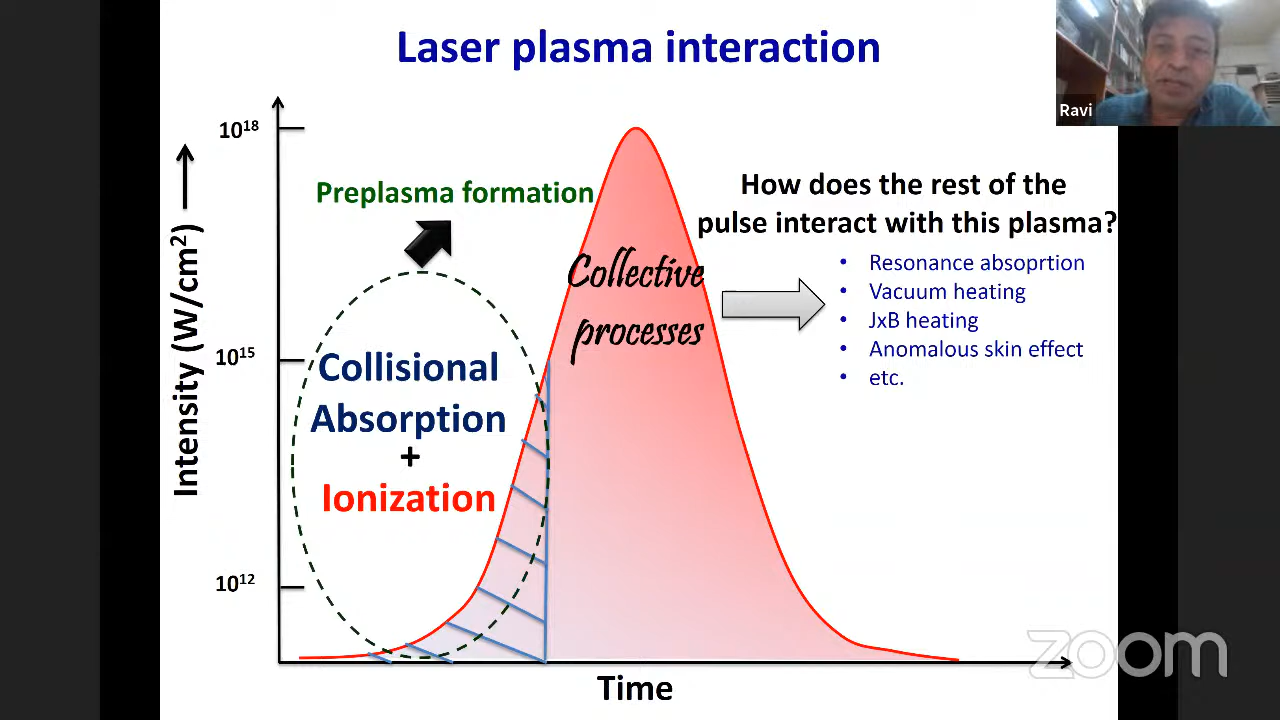 Laser plasma interaction
Ravi
Intensity (W/cm²)
10¹⁸
10¹⁵
10¹²
Preplasma formation
Collisional
Absorption
+
Ionization
Collective
processes
How does the rest of the
pulse interact with this plasma?
• Resonance absoprtion
• Vacuum heating
• JxB heating
• Anomalous skin effect
• etc.
Time
zoom